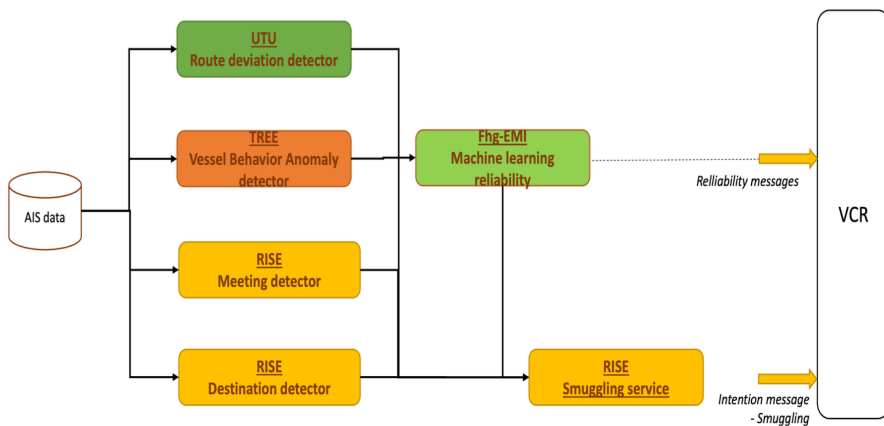 UTU
Route deviation detector
TREE
Vessel Behavior Anomaly
detector
Fhg-EMI
Machine learning
reliability
Relliability messages
AIS data
VCR
RISE
Meeting detector
RISE
Destination detector
RISE
Smuggling service
Intention message
- Smuggling